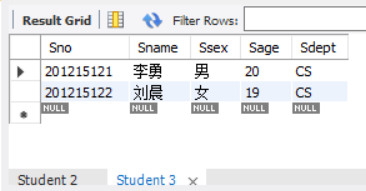 Result Grid Filter Rows:
Sno Sname Ssex Sage Sdept
201215121 李勇 男 20 CS
201215122 刘晨 女 19 CS
NULL NULL NULL NULL NULL
Student 2 Student 3